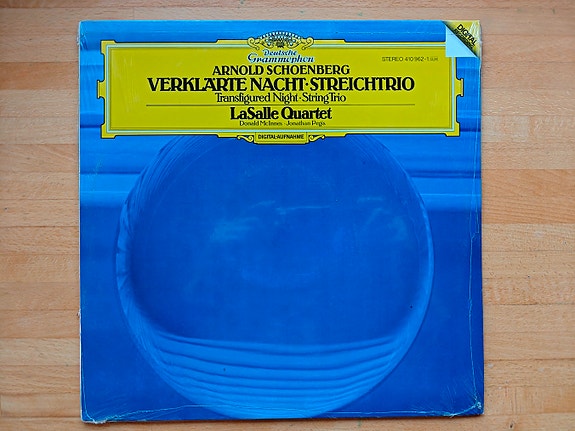 Deutsche
Grammophon
STEREO 410 962-1
ARNOLD SCHOENBERG
VERKLÄRTE NACHT·STREICHTRIO
Transfigured Night·String Trio
LaSalle Quartet
Donald McInnes · Jonathan Pegis
DIGITAL-AUFNAHME
DIGITAL